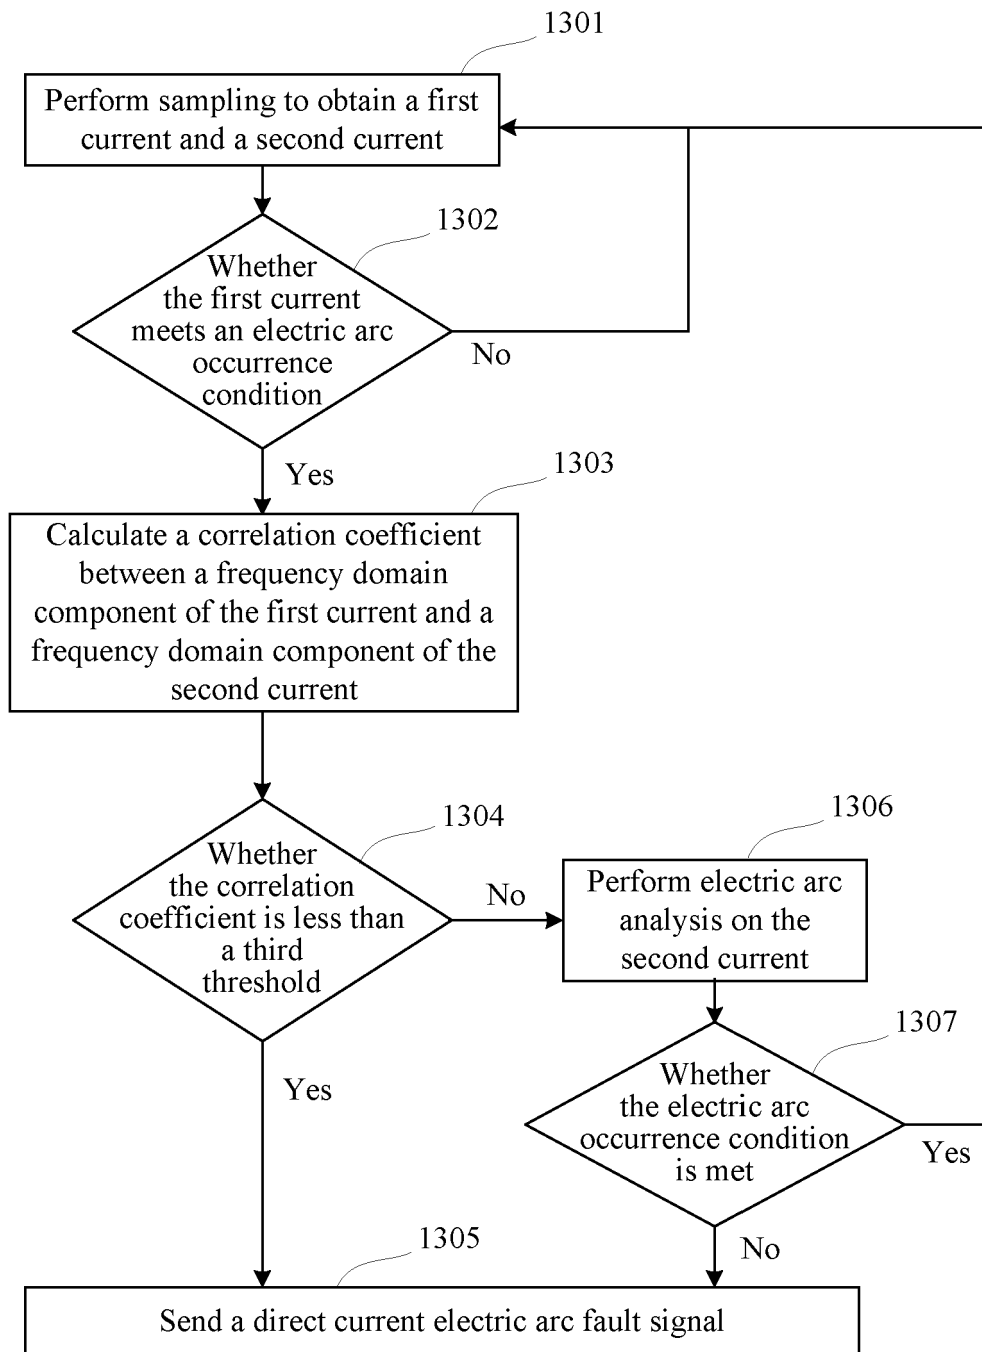 1301
Perform sampling to obtain a first
current and a second current
1302
Whether
the first current
meets an electric arc
occurrence
condition
No
Yes
1303
Calculate a correlation coefficient
between a frequency domain
component of the first current and a
frequency domain component of the
second current
1304
Whether
the correlation
coefficient is less than
a third
threshold
No
Yes
1306
Perform electric arc
analysis on the
second current
1307
Whether
the electric arc
occurrence condition
is met
Yes
No
1305
Send a direct current electric arc fault signal